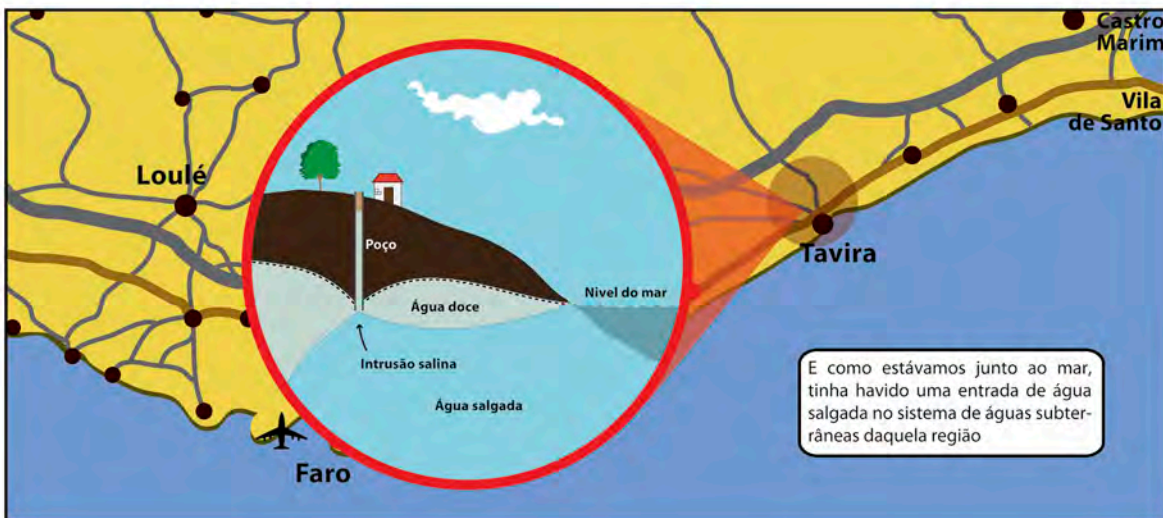 Castro
Marim
Vila
de Santo
Loulé
Poço
Tavira
Nivel do mar
Água doce
Intrusão salina
E como estávamos junto ao mar,
tinha havido uma entrada de água
salgada no sistema de águas subter-
râneas daquela região
Água salgada
Faro